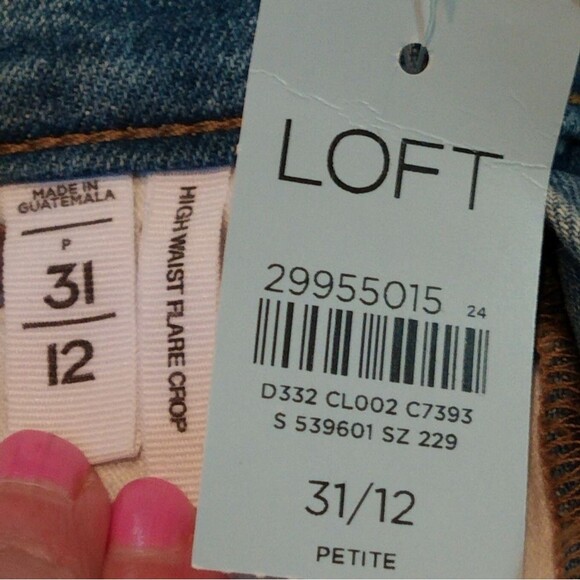 MADE IN
GUATEMALA
P
31
12
HIGH WAIST FLARE CROP
LOFT
29955015 24
D332 CL002 C7393
S 539601 SZ 229
31/12
PETITE